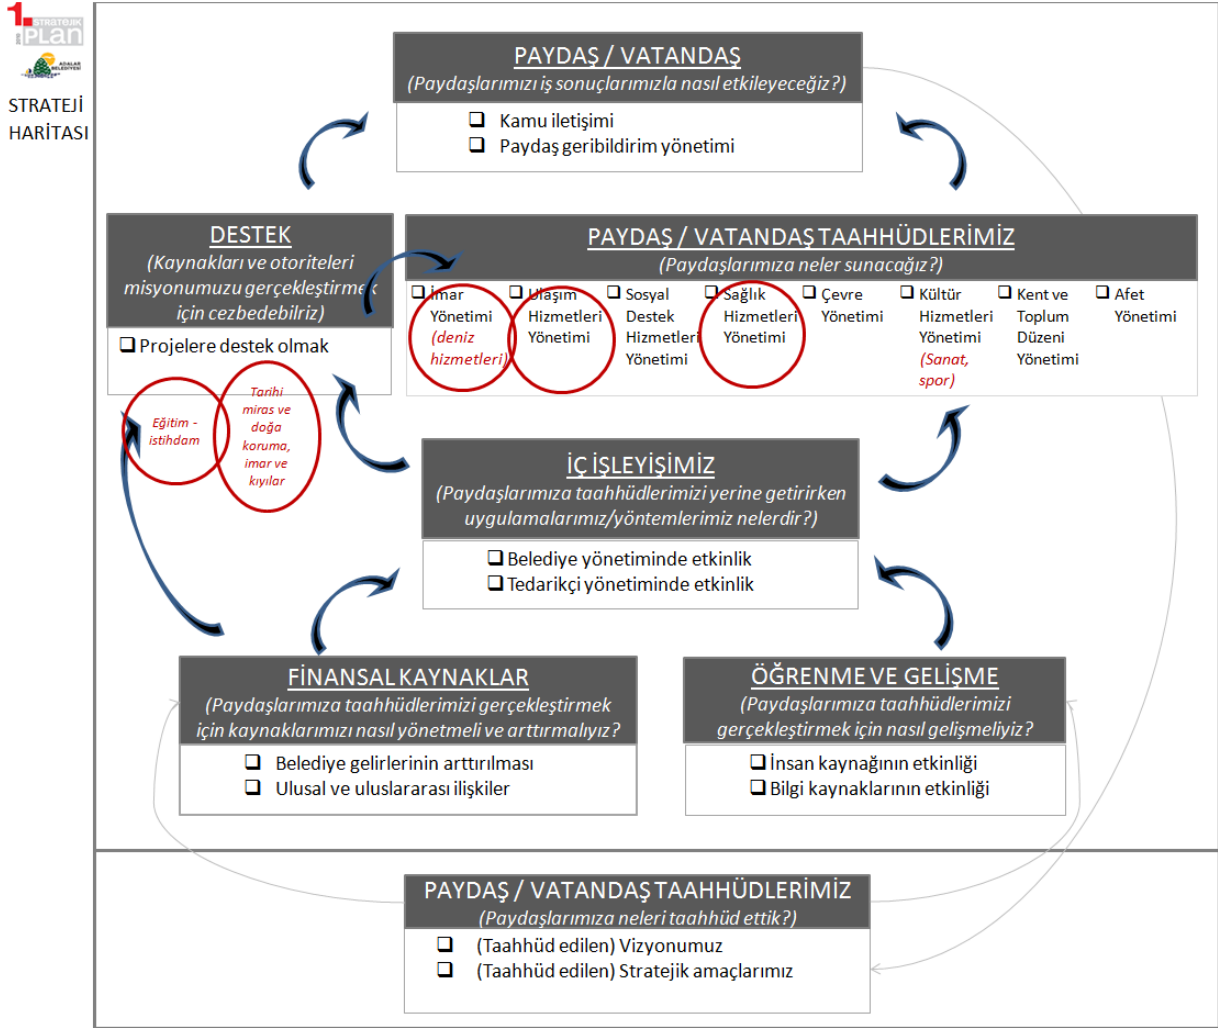 1.
STRATEJİK
PLAN
ADALAR
BELEDİYESİ
STRATEJİ
HARİTASI
PAYDAŞ / VATANDAŞ
(Paydaşlarımızı iş sonuçlarımızla nasıl etkileyeceğiz?)
Kamu iletişimi
Paydaş geribildirim yönetimi
DESTEK
(Kaynakları ve otoriteleri
misyonumuzu gerçekleştirmek
için cezbedebilriz)
Projelere destek olmak
Eğitim -
istihdam
Tarihi
miras ve
doğa
koruma,
imar ve
kıyılar
PAYDAŞ / VATANDAŞ TAAHHÜDLERİMİZ
(Paydaşlarımıza neler sunacağız?)
İmar
Yönetimi
(deniz
hizmetleri)
Ulaşım
Hizmetleri
Yönetimi
Sosyal
Destek
Hizmetleri
Yönetimi
Sağlık
Hizmetleri
Yönetimi
Çevre
Yönetimi
Kültür
Hizmetleri
Yönetimi
(Sanat,
spor)
Kent ve
Toplum
Düzeni
Yönetimi
Afet
Yönetimi
İÇ İŞLEYİŞİMİZ
(Paydaşlarımıza taahhüdlerimizi yerine getirirken
uygulamalarımız/yöntemlerimiz nelerdir?)
Belediye yönetiminde etkinlik
Tedarikçi yönetiminde etkinlik
FİNANSAL KAYNAKLAR
(Paydaşlarımıza taahhüdlerimizi gerçekleştirmek
için kaynaklarımızı nasıl yönetmeli ve arttırmalıyız?
Belediye gelirlerinin arttırılması
Ulusal ve uluslararası ilişkiler
ÖĞRENME VE GELİŞME
(Paydaşlarımıza taahhüdlerimizi
gerçekleştirmek için nasıl gelişmeliyiz?
İnsan kaynağının etkinliği
Bilgi kaynaklarının etkinliği
PAYDAŞ / VATANDAŞ TAAHHÜDLERİMİZ
(Paydaşlarımıza neleri taahhüd ettik?)
(Taahhüd edilen) Vizyonumuz
(Taahhüd edilen) Stratejik amaçlarımız